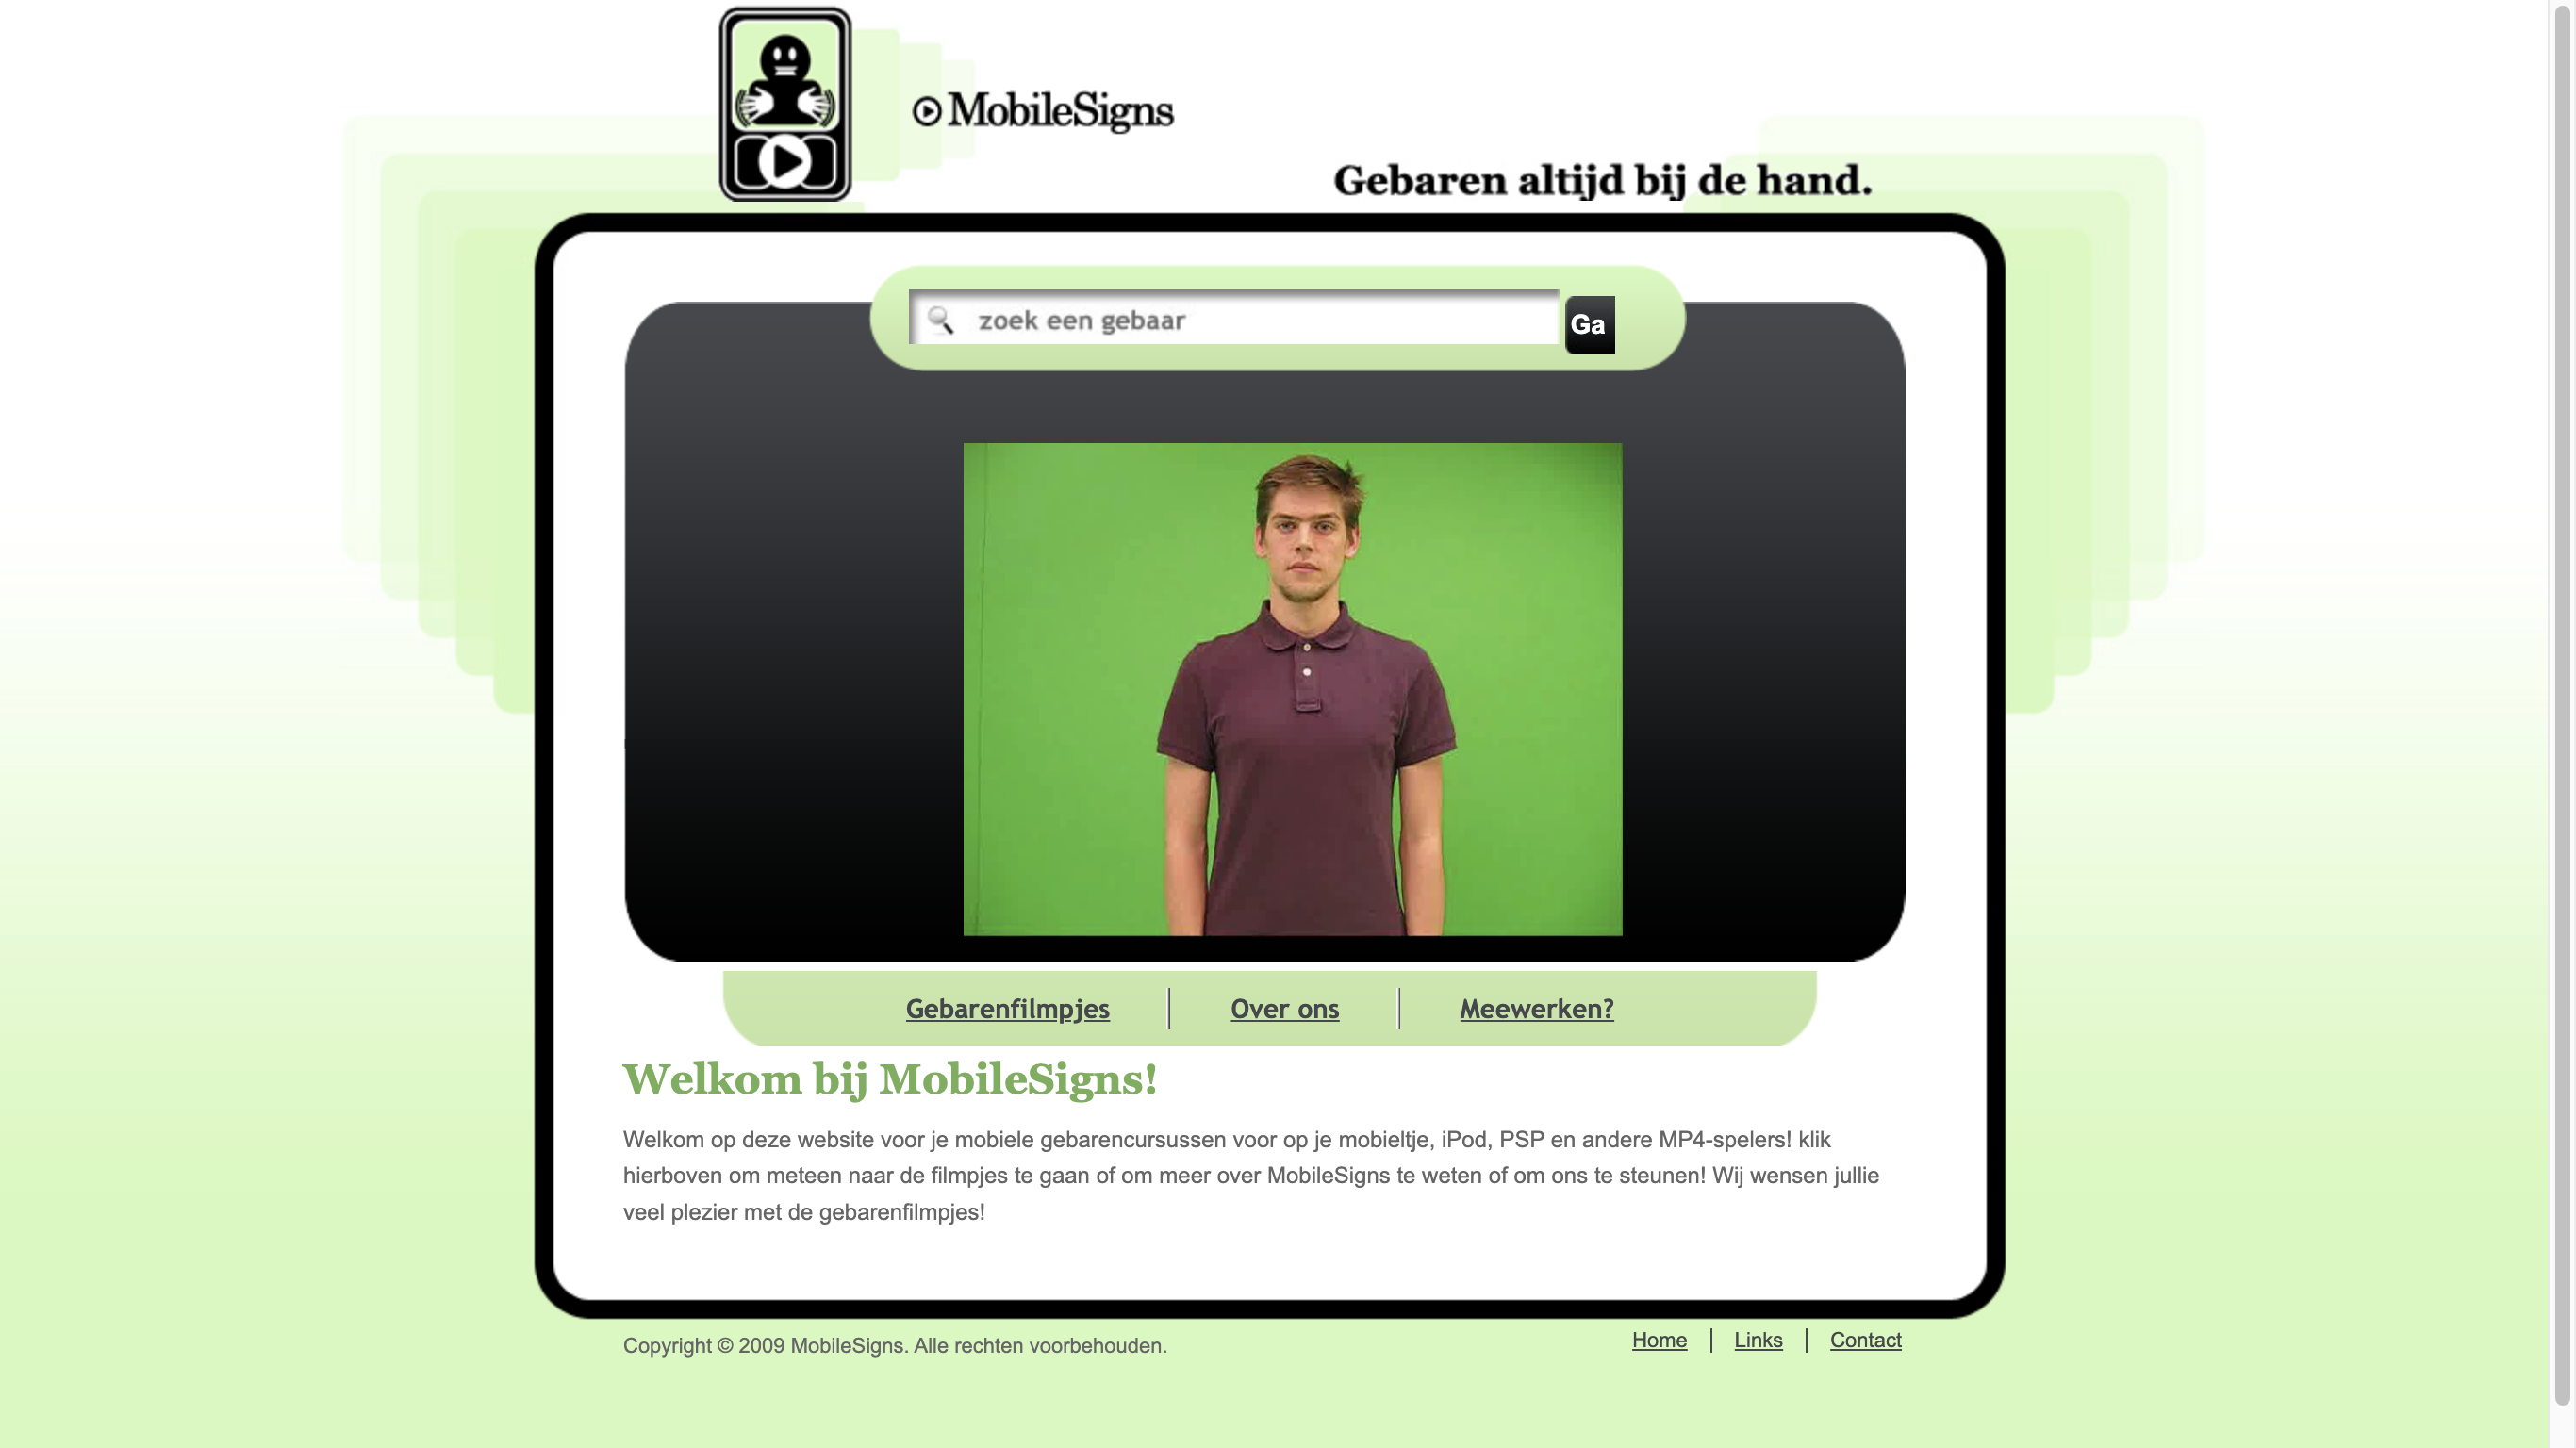 MobileSigns
Gebaren altijd bij de hand.
zoek een gebaar
Ga
Gebarenfilmpjes
Over ons
Meewerken?
Welkom bij MobileSigns!
Welkom op deze website voor je mobiele gebarencursussen voor op je mobieltje, iPod, PSP en andere MP4-spelers! klik
hierboven om meteen naar de filmpjes te gaan of om meer over MobileSigns te weten of om ons te steunen! Wij wensen jullie
veel plezier met de gebarenfilmpjes!
Copyright © 2009 MobileSigns. Alle rechten voorbehouden.
Home
Links
Contact